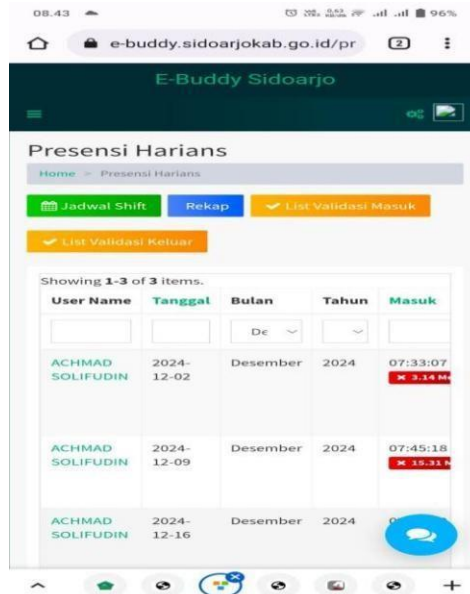 08.43
96%
e-buddy.sidoarjokab.go.id/pr
2
E-Buddy Sidoarjo
Presensi Harians
Home > Presensi Harians
Jadwal Shift
Rekap
List Validasi Masuk
List Validasi Keluar
Showing 1-3 of 3 items.
User Name Tanggal Bulan Tahun Masuk
De
ACHMAD 2024- Desember 2024 07:33:07
SOLIFUDIN 12-02 3.14 Me
ACHMAD 2024- Desember 2024 07:45:18
SOLIFUDIN 12-09 15.31 M
ACHMAD 2024- Desember 2024
SOLIFUDIN 12-16